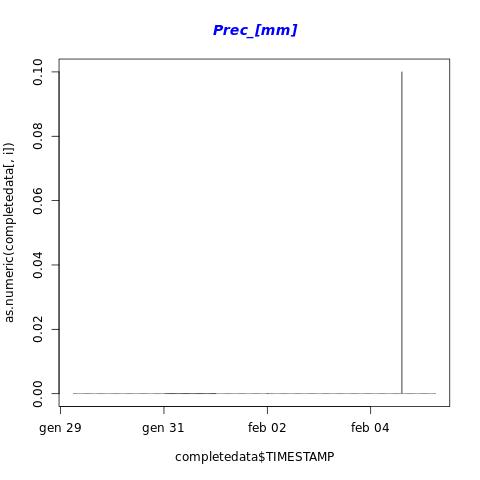 Prec_[mm]
as.numeric(completedata[, i])
0.10
0.08
0.06
0.04
0.02
0.00
gen 29
gen 31
feb 02
feb 04
completedata$TIMESTAMP